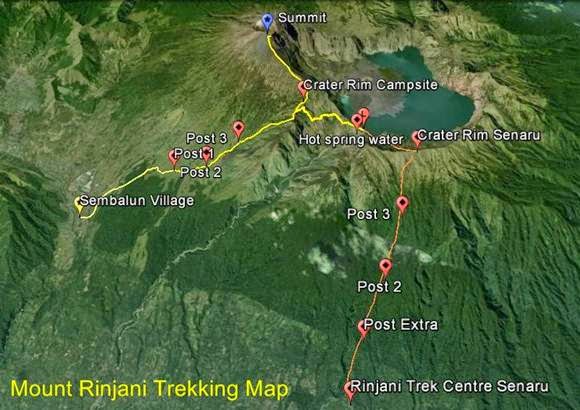 Summit
Crater Rim Campsite
Post 3
Hot spring water
Crater Rim Senaru
Post 1
Post 2
Sembalun Village
Post 3
Post 2
Post Extra
Mount Rinjani Trekking Map
Rinjani Trek Centre Senaru